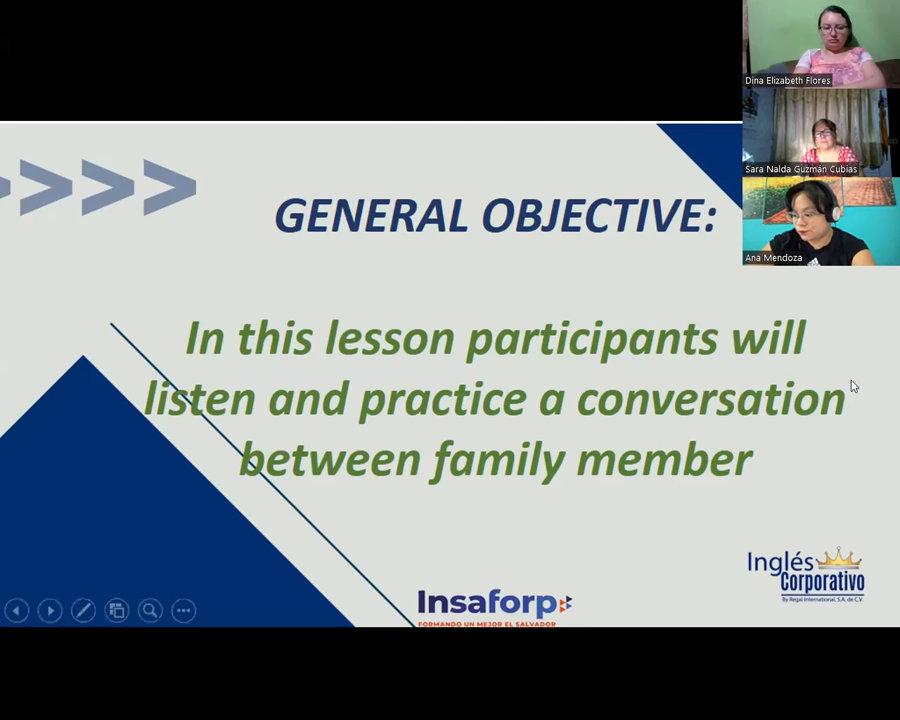 Dina Elizabeth Flores
Sara Nalda Guzmán Cubias
Ana Mendoza
GENERAL OBJECTIVE:
In this lesson participants will
listen and practice a conversation
between family member
Inglés
Corporativo
By Regal International, S.A. de C.V.
Insaforp
FORMANDO UN MEJOR EL SALVADOR